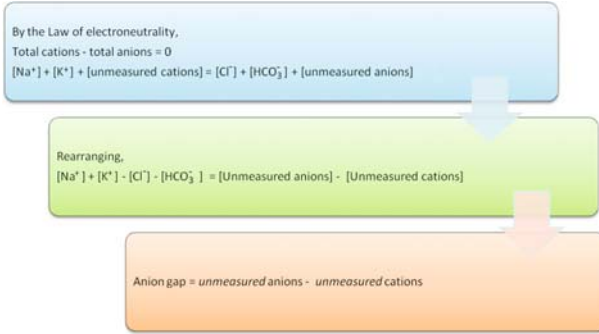 By the Law of electroneutrality,
Total cations - total anions = 0
[Na⁺] + [K⁺] + [unmeasured cations] = [Cl⁻] + [HCO₃⁻] + [unmeasured anions]
Rearranging,
[Na⁺] + [K⁺] - [Cl⁻] - [HCO₃⁻ ] = [Unmeasured anions] - [Unmeasured cations]
Anion gap = unmeasured anions - unmeasured cations